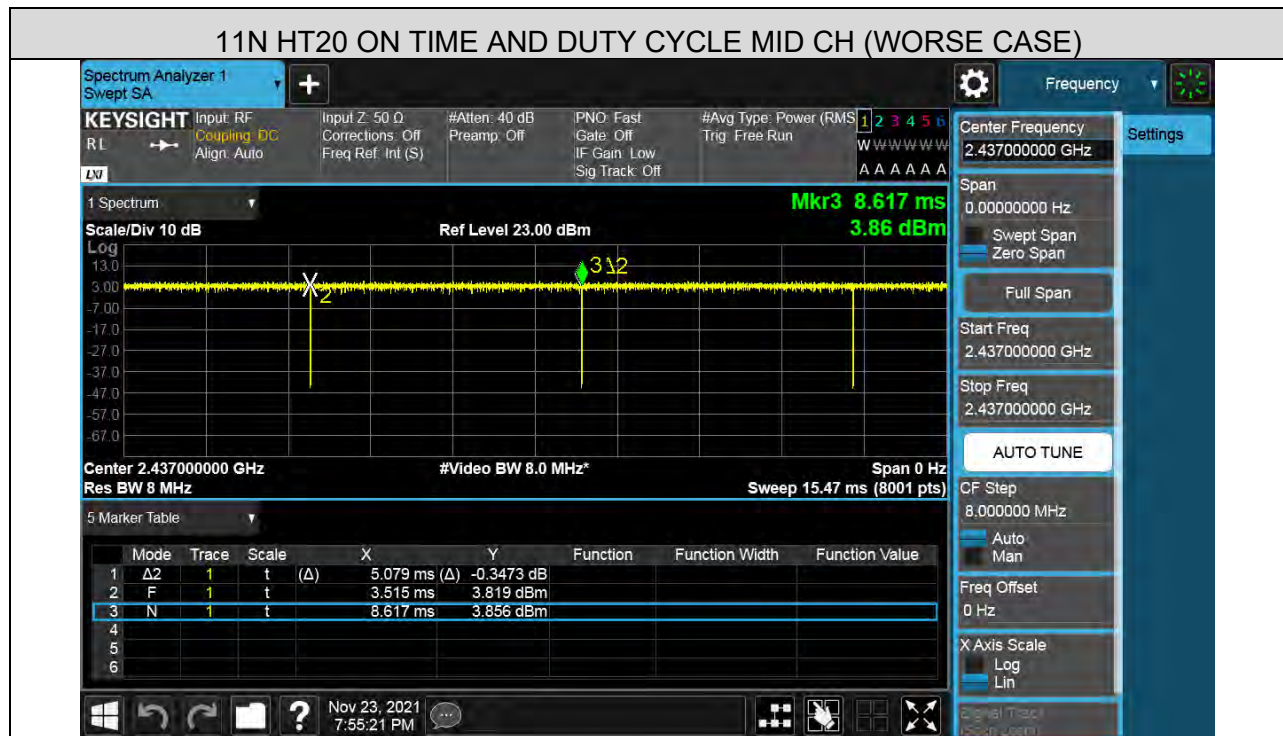 11N HT20 ON TIME AND DUTY CYCLE MID CH (WORSE CASE)
Spectrum Analyzer 1
Swept SA
+
Frequency
KEYSIGHT
RL
LXI
Input: RF
Coupling: DC
Align: Auto
Input Z: 50 Ω
Corrections: Off
Freq Ref: Int (S)
#Atten: 40 dB
Preamp: Off
PNO: Fast
Gate: Off
IF Gain: Low
Sig Track: Off
#Avg Type: Power (RMS
Trig: Free Run
1 2 3 4 5 6
W W W W W W
A A A A A A
Center Frequency
2.437000000 GHz
Settings
Span
0.00000000 Hz
Swept Span
Zero Span
Full Span
Start Freq
2.437000000 GHz
Stop Freq
2.437000000 GHz
AUTO TUNE
CF Step
8.000000 MHz
Auto
Man
Freq Offset
0 Hz
X Axis Scale
Log
Lin
1 Spectrum
Mkr3 8.617 ms
3.86 dBm
Scale/Div 10 dB
Ref Level 23.00 dBm
Log
13.0
3.00
-7.00
-17.0
-27.0
-37.0
-47.0
-57.0
-67.0
2
3Δ2
Center 2.437000000 GHz
#Video BW 8.0 MHz*
Span 0 Hz
Res BW 8 MHz
Sweep 15.47 ms (8001 pts)
5 Marker Table
Mode Trace Scale X Y Function Function Width Function Value
1 Δ2 1 t (Δ) 5.079 ms (Δ) -0.3473 dB
2 F 1 t 3.515 ms 3.819 dBm
3 N 1 t 8.617 ms 3.856 dBm
4
5
6
?
Nov 23, 2021
7:55:21 PM